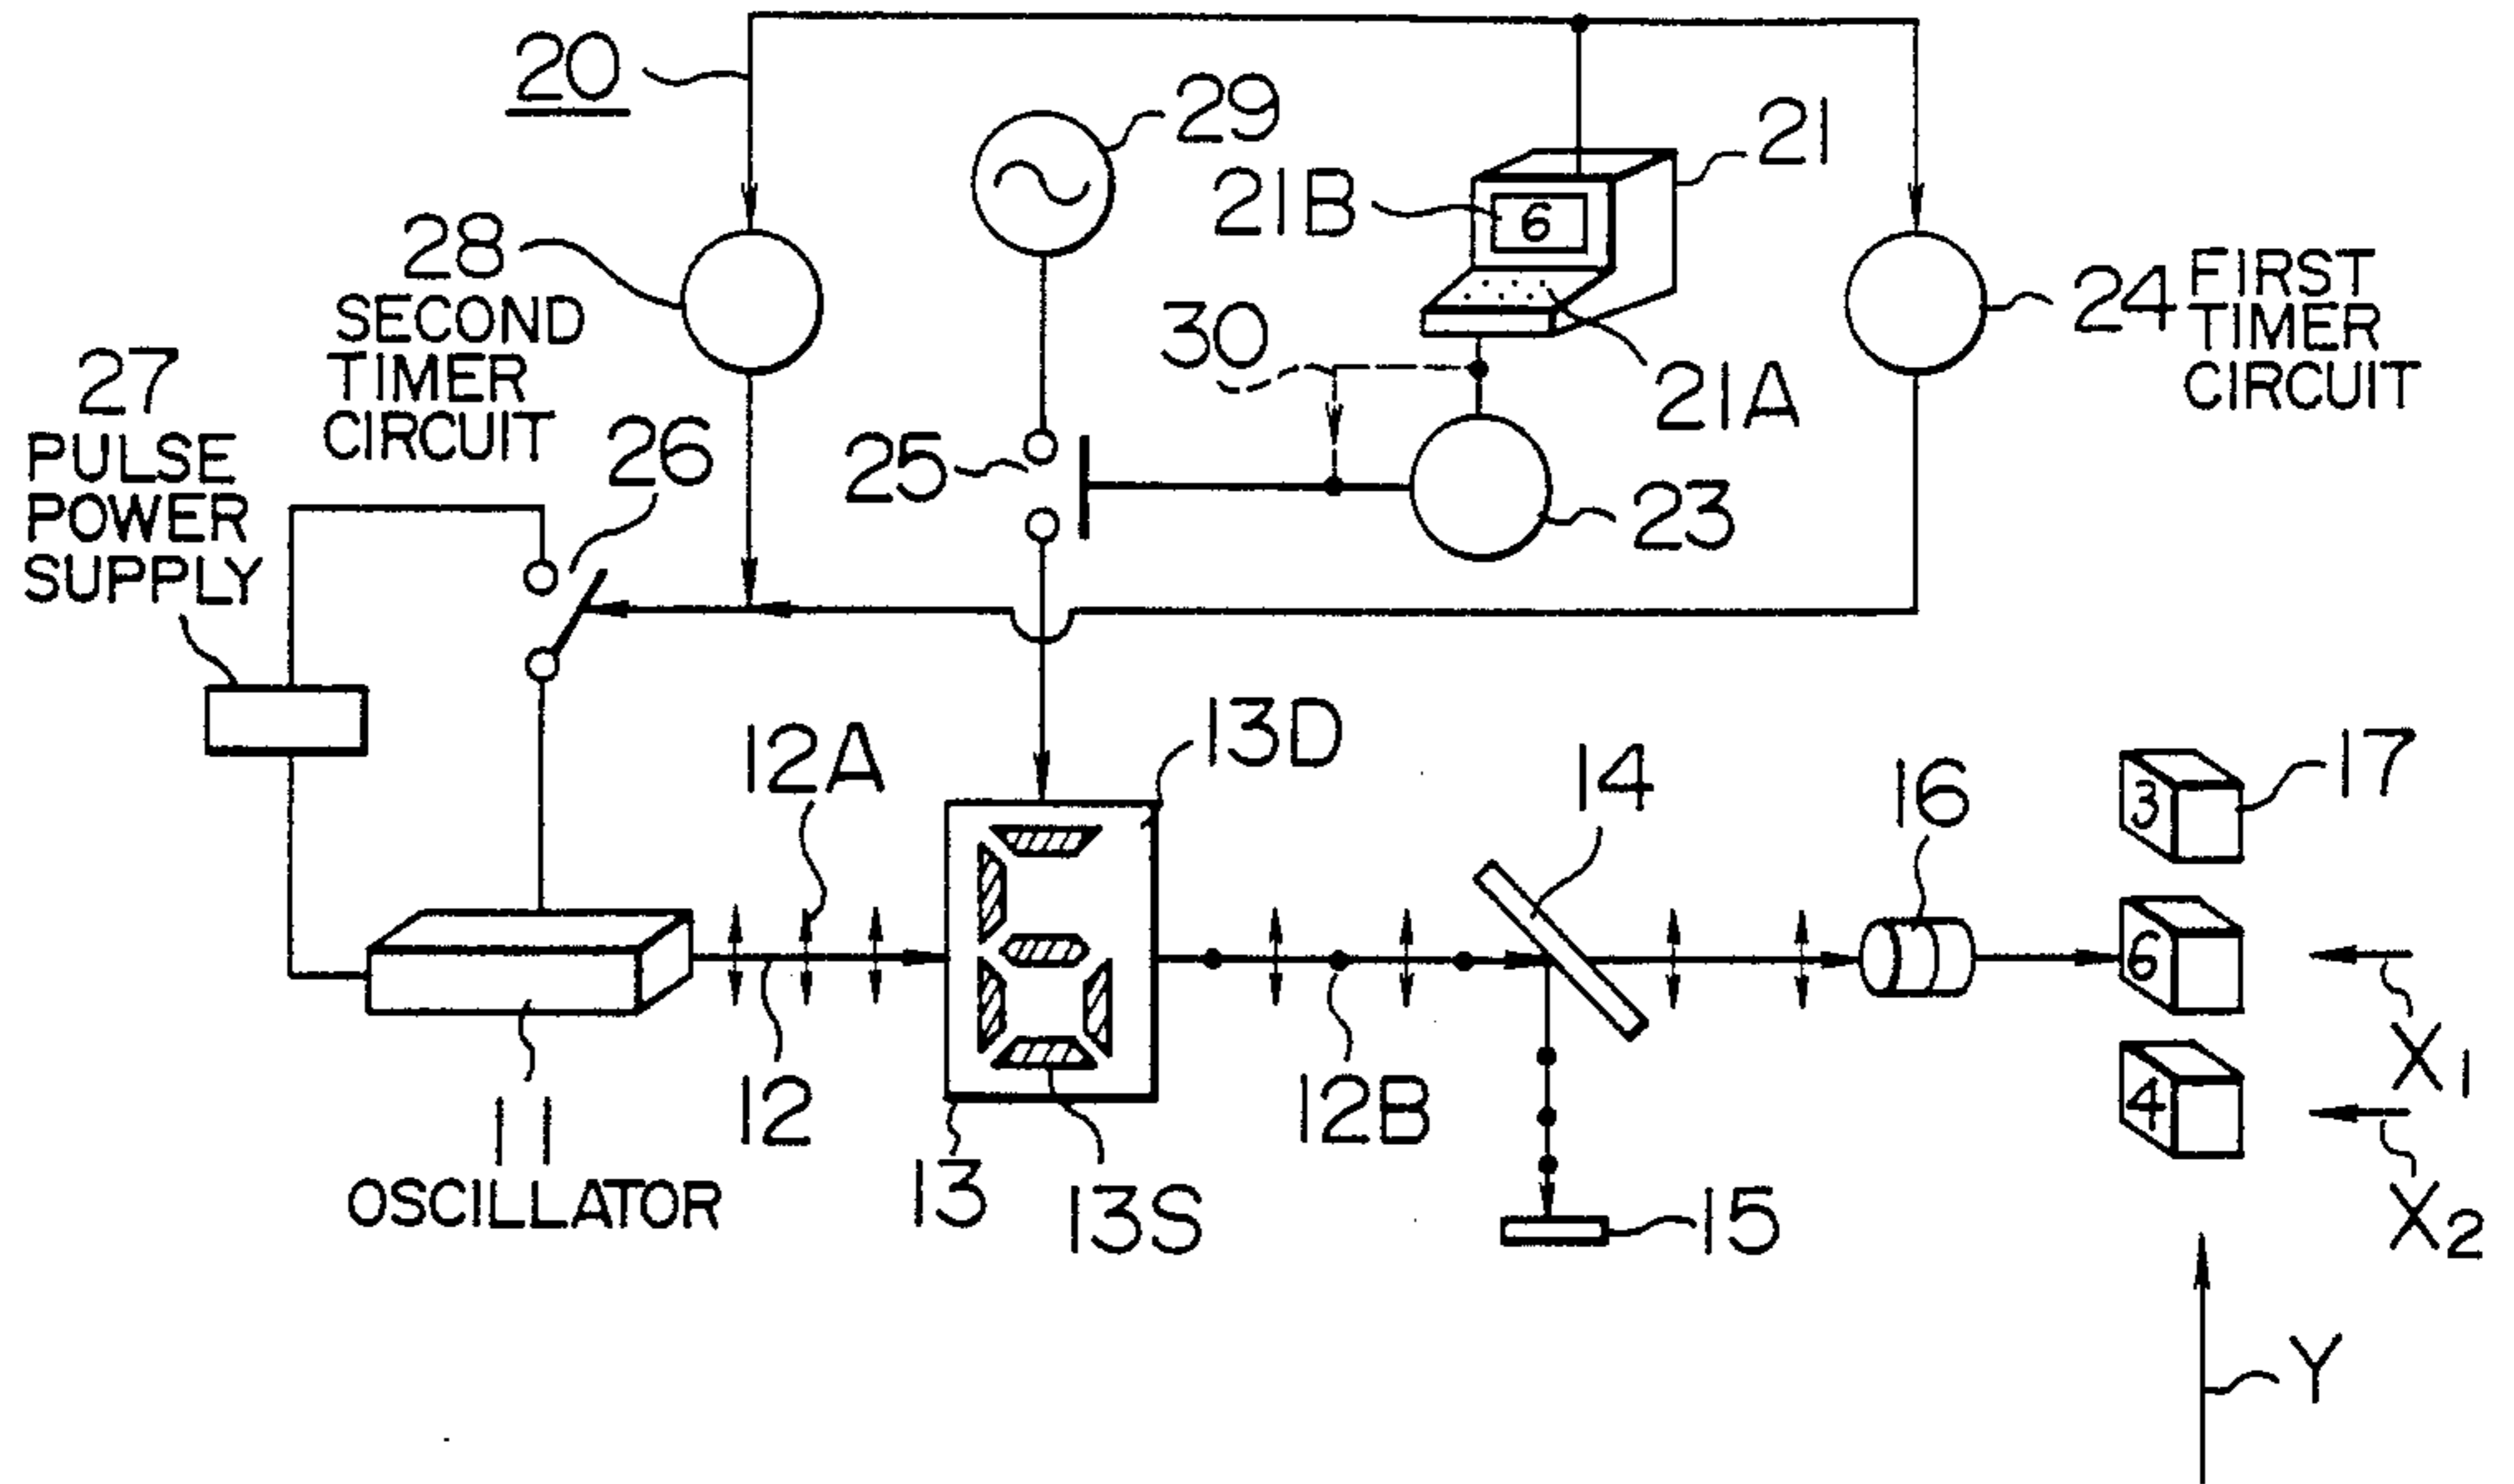 20
29
21
21B
6
28
SECOND
TIMER
CIRCUIT
24 FIRST
TIMER
CIRCUIT
30
21A
27
PULSE
POWER
SUPPLY
26
25
23
12A
13D
14
16
17
3
6
4
11
OSCILLATOR
12
13
13S
12B
15
X1
X2
Y